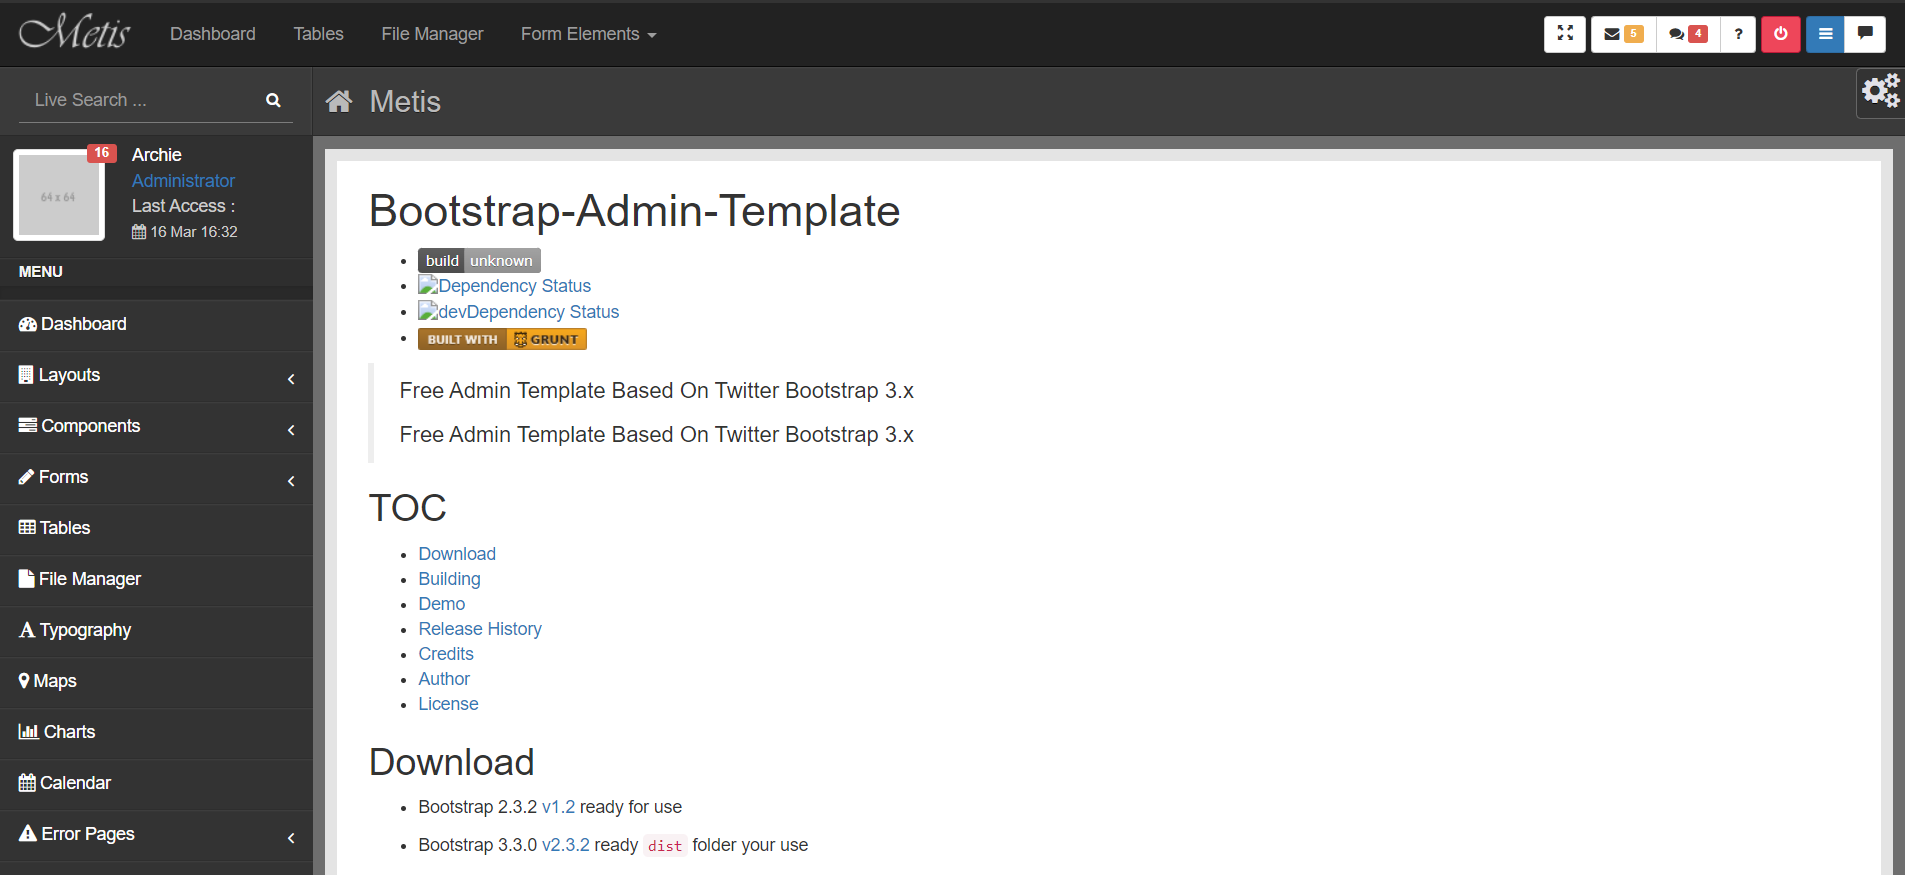 Metis Dashboard Tables File Manager Form Elements 5 4 ?
Live Search ...
Metis
16
64 x 64
Archie
Administrator
Last Access :
16 Mar 16:32
MENU
Dashboard
Layouts
Components
Forms
Tables
File Manager
Typography
Maps
Charts
Calendar
Error Pages
Bootstrap-Admin-Template
build unknown
Dependency Status
devDependency Status
BUILT WITH GRUNT
Free Admin Template Based On Twitter Bootstrap 3.x
Free Admin Template Based On Twitter Bootstrap 3.x
TOC
Download
Building
Demo
Release History
Credits
Author
License
Download
Bootstrap 2.3.2 v1.2 ready for use
Bootstrap 3.3.0 v2.3.2 ready dist folder your use